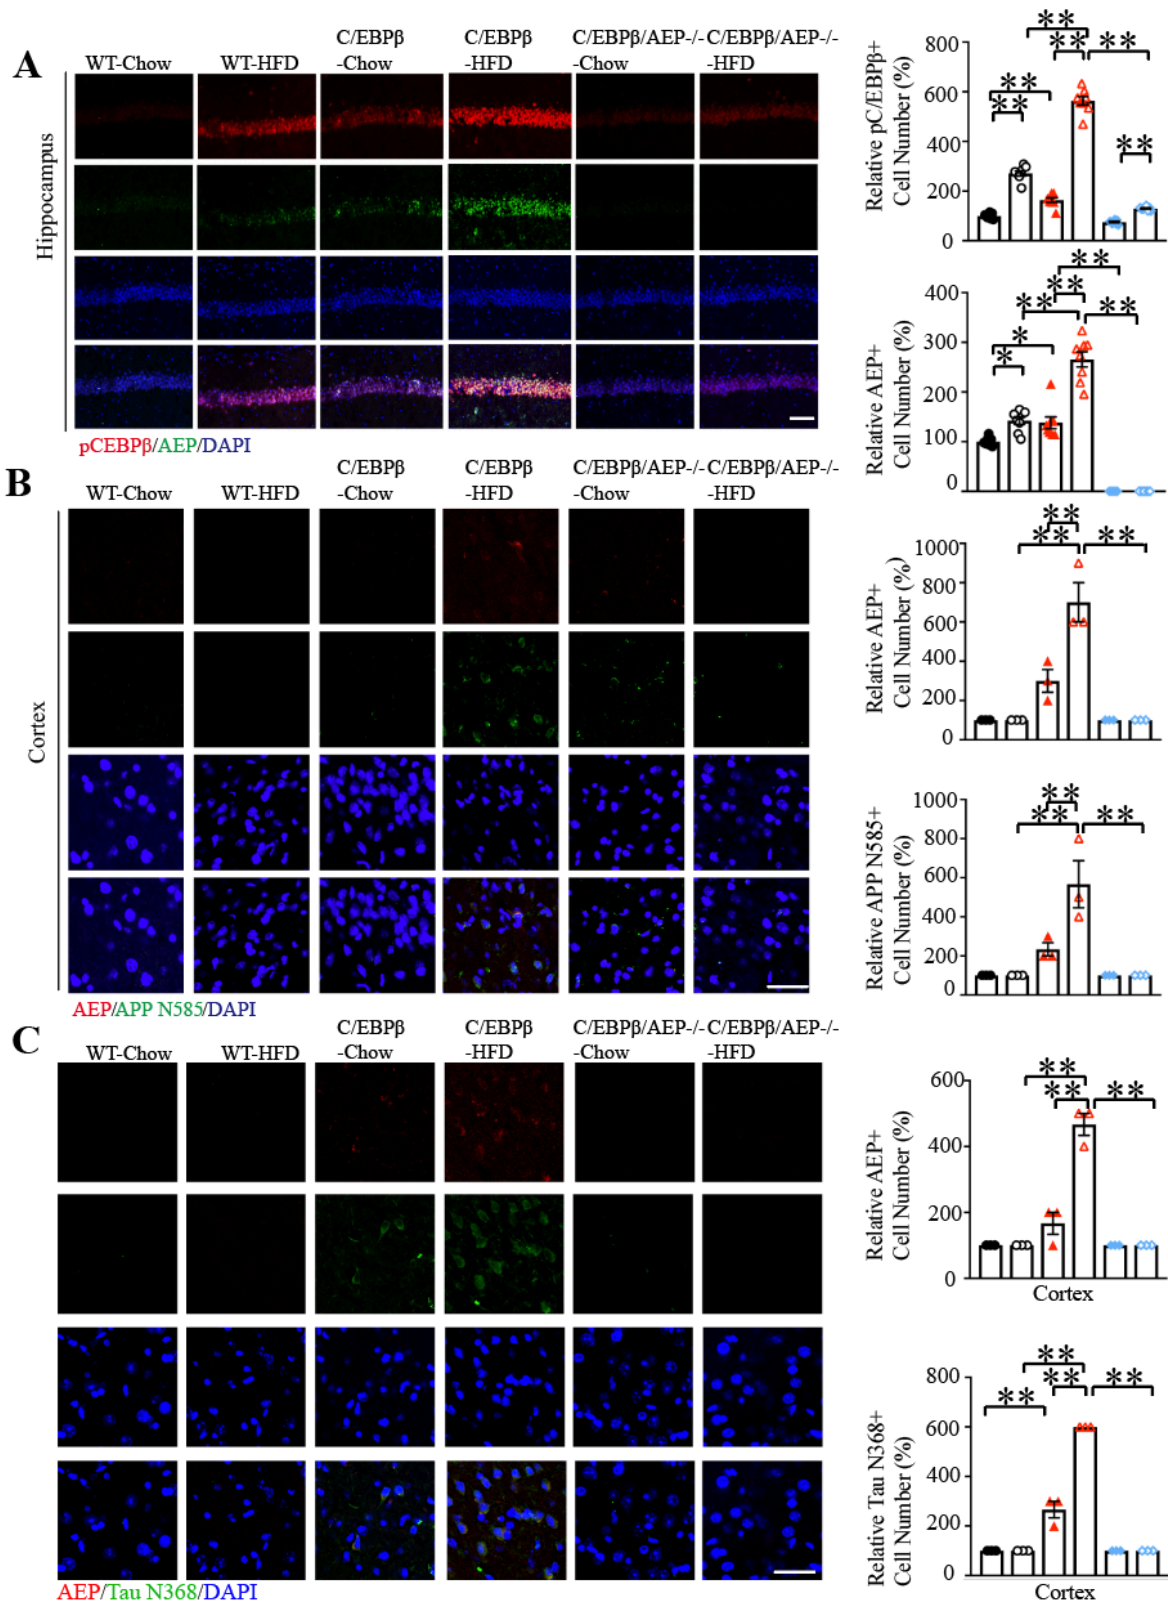 A
WT-Chow
WT-HFD
C/EBPβ
-Chow
C/EBPβ
-HFD
C/EBPβ/AEP-/-
-Chow
C/EBPβ/AEP-/-
-HFD
Hippocampus
pCEBPβ/AEP/DAPI
Relative pC/EBPβ+
Cell Number (%)
800
600
400
200
0
**
**
**
**
**
**
Relative AEP+
Cell Number (%)
400
300
200
100
0
**
**
**
**
*
*
B
WT-Chow
WT-HFD
C/EBPβ
-Chow
C/EBPβ
-HFD
C/EBPβ/AEP-/-
-Chow
C/EBPβ/AEP-/-
-HFD
Cortex
AEP/APP N585/DAPI
Relative AEP+
Cell Number (%)
1000
800
600
400
200
0
**
**
**
Relative APP N585+
Cell Number (%)
1000
800
600
400
200
0
**
**
**
C
WT-Chow
WT-HFD
C/EBPβ
-Chow
C/EBPβ
-HFD
C/EBPβ/AEP-/-
-Chow
C/EBPβ/AEP-/-
-HFD
AEP/Tau N368/DAPI
Relative AEP+
Cell Number (%)
600
400
200
0
**
**
**
Cortex
Relative Tau N368+
Cell Number (%)
800
600
400
200
0
**
**
**
**
Cortex